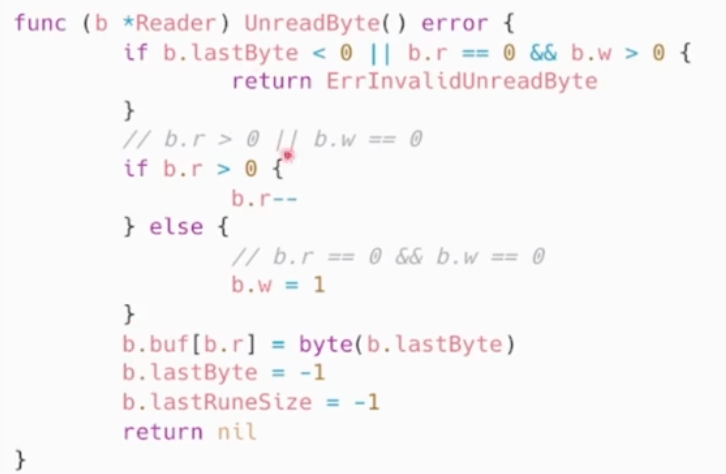 func (b *Reader) UnreadByte() error {
        if b.lastByte < 0 || b.r == 0 && b.w > 0 {
                return ErrInvalidUnreadByte
        }
        // b.r > 0 || b.w == 0
        if b.r > 0 {
                b.r--
        } else {
                // b.r == 0 && b.w == 0
                b.w = 1
        }
        b.buf[b.r] = byte(b.lastByte)
        b.lastByte = -1
        b.lastRuneSize = -1
        return nil
}